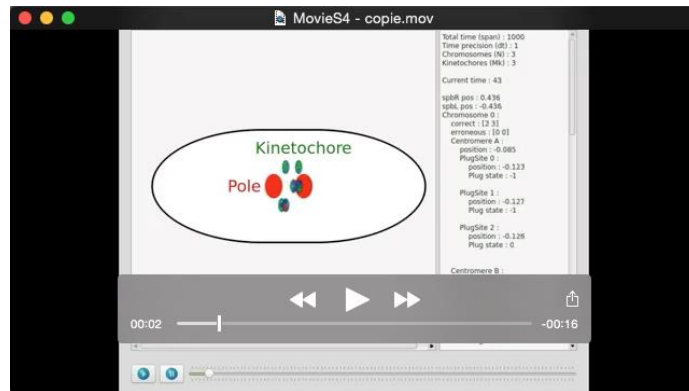 MovieS4 - copie.mov
Total time (span) : 1000
Time precision (dt) : 1
Chromosomes (N) : 3
Kinetochores (Mk) : 3
Current time : 43
spbR pos : 0.436
spbL pos : -0.436
Chromosome 0 :
correct : [2 3]
erroneous : [0 0]
Centromere A :
position : -0.085
PlugSite 0 :
position : -0.123
Plug state : -1
PlugSite 1 :
position : -0.127
Plug state : -1
PlugSite 2 :
position : -0.126
Plug state : 0
Centromere B :
Kinetochore
Pole
00:02
-00:16